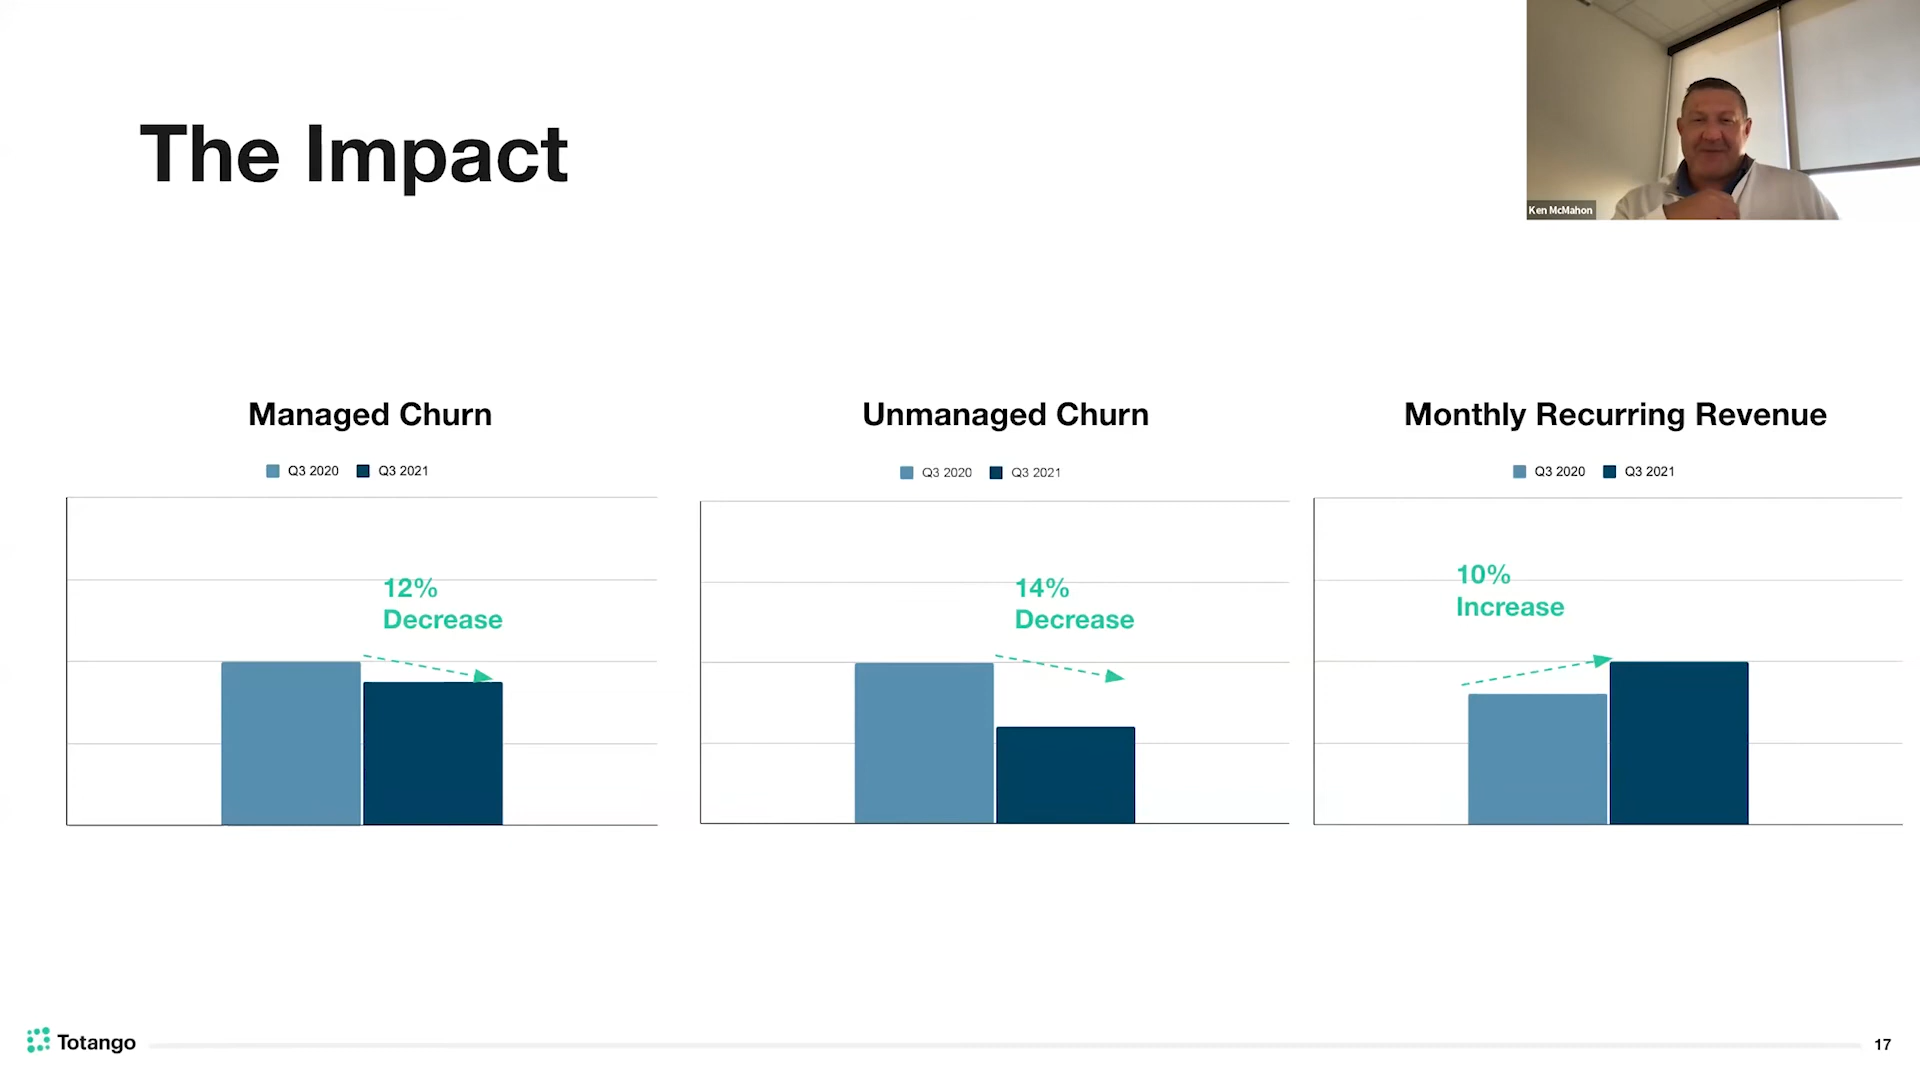 The Impact
Ken McMahon
Managed Churn
Q3 2020 Q3 2021
12%
Decrease
Unmanaged Churn
Q3 2020 Q3 2021
14%
Decrease
Monthly Recurring Revenue
Q3 2020 Q3 2021
10%
Increase
Totango
17